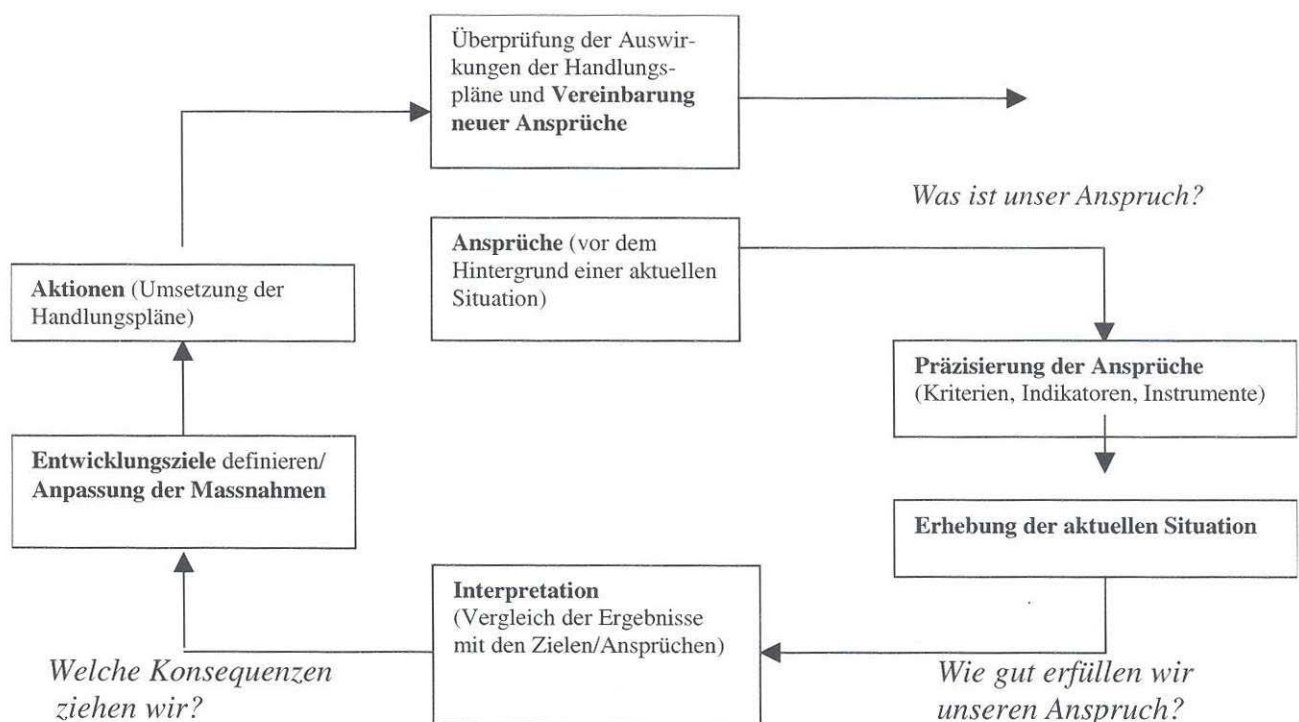 Überprüfung der Auswir-
kungen der Handlungs-
pläne und Vereinbarung
neuer Ansprüche
Was ist unser Anspruch?
Ansprüche (vor dem
Hintergrund einer aktuellen
Situation)
Präzisierung der Ansprüche
(Kriterien, Indikatoren, Instrumente)
Erhebung der aktuellen Situation
Wie gut erfüllen wir
unseren Anspruch?
Interpretation
(Vergleich der Ergebnisse
mit den Zielen/Ansprüchen)
Welche Konsequenzen
ziehen wir?
Entwicklungsziele definieren/
Anpassung der Massnahmen
Aktionen (Umsetzung der
Handlungspläne)